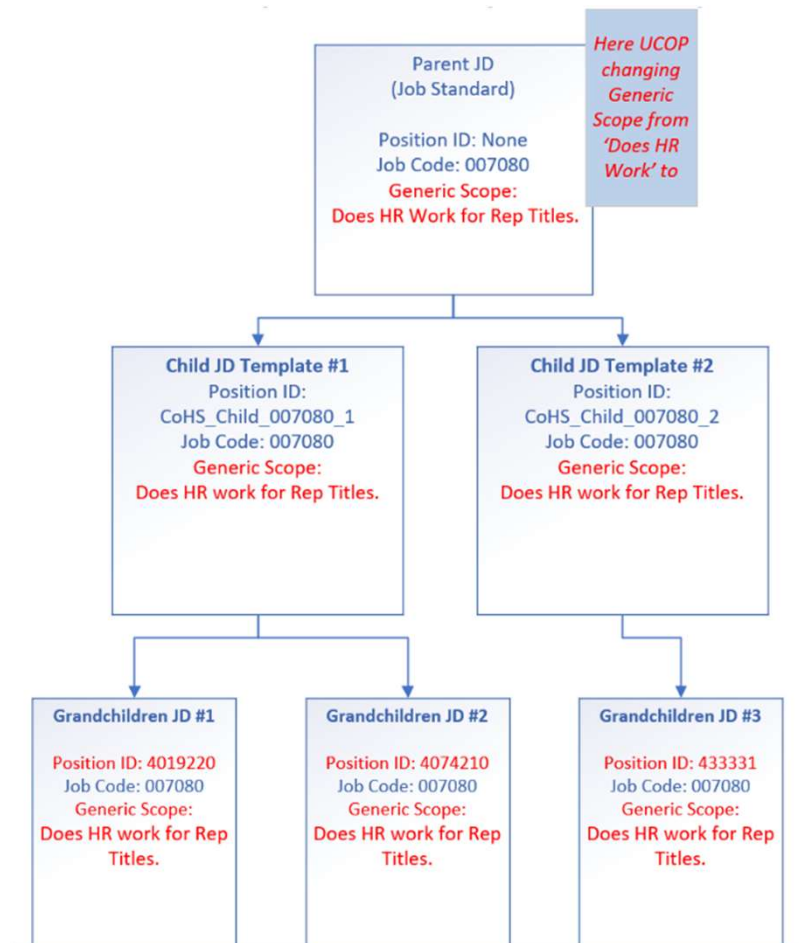 Parent JD
(Job Standard)
Position ID: None
Job Code: 007080
Generic Scope:
Does HR Work for Rep Titles.
Here UCOP
changing
Generic
Scope from
‘Does HR
Work’ to
Child JD Template #1
Position ID:
CoHS_Child_007080_1
Job Code: 007080
Generic Scope:
Does HR work for Rep Titles.
Child JD Template #2
Position ID:
CoHS_Child_007080_2
Job Code: 007080
Generic Scope:
Does HR work for Rep Titles.
Grandchildren JD #1
Position ID: 4019220
Job Code: 007080
Generic Scope:
Does HR work for Rep
Titles.
Grandchildren JD #2
Position ID: 4074210
Job Code: 007080
Generic Scope:
Does HR work for Rep
Titles.
Grandchildren JD #3
Position ID: 433331
Job Code: 007080
Generic Scope:
Does HR work for Rep
Titles.